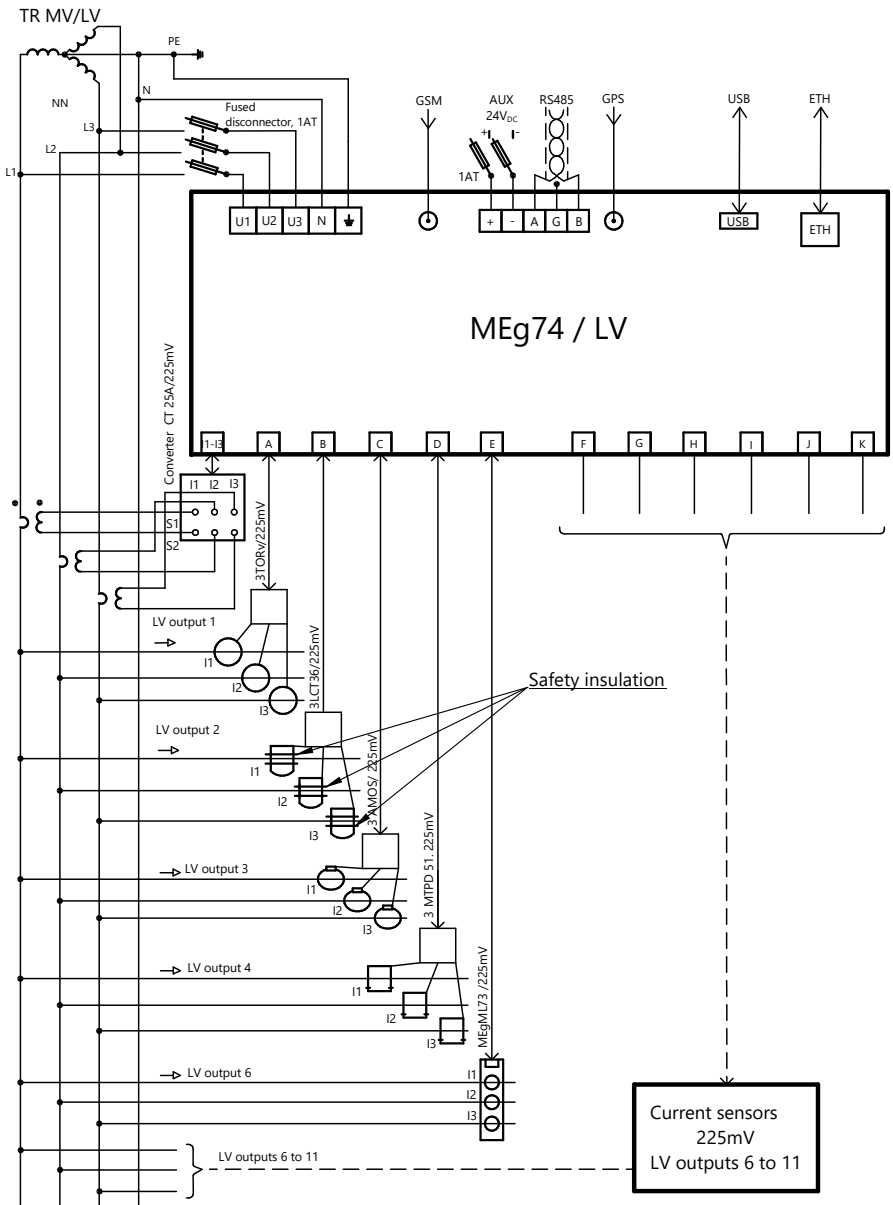 TR MV/LV
PE
N
NN
Fused
disconnector, 1AT
L3
L2
L1
GSM
AUX
24VDC
+ -
1AT
RS485
GPS
USB
ETH
U1 U2 U3 N
+ - A G B
USB
ETH
MEg74 / LV
Converter CT 25A/225mV
I1-I3 A B C D E F G H I J K
I1 I2 I3
S1
S2
3TORv/225mV
LV output 1
I1
I2
I3
3LCT36/225mV
Safety insulation
LV output 2
I1
I2
I3
3 AMOS/ 225mV
LV output 3
I1
I2
I3
3 MTPD 51. 225mV
LV output 4
I1
I2
I3
MEgML73 /225mV
LV output 6
I1
I2
I3
LV outputs 6 to 11
Current sensors
225mV
LV outputs 6 to 11